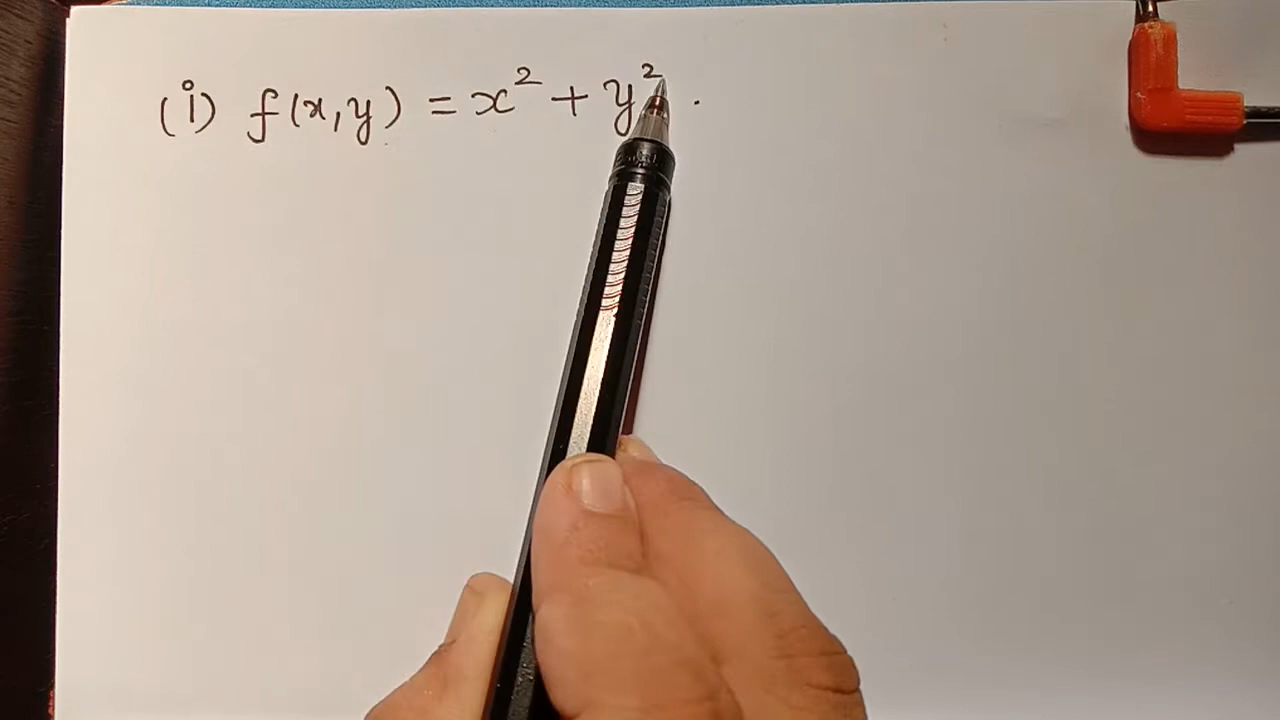 (i) f(x,y) = x² + y².